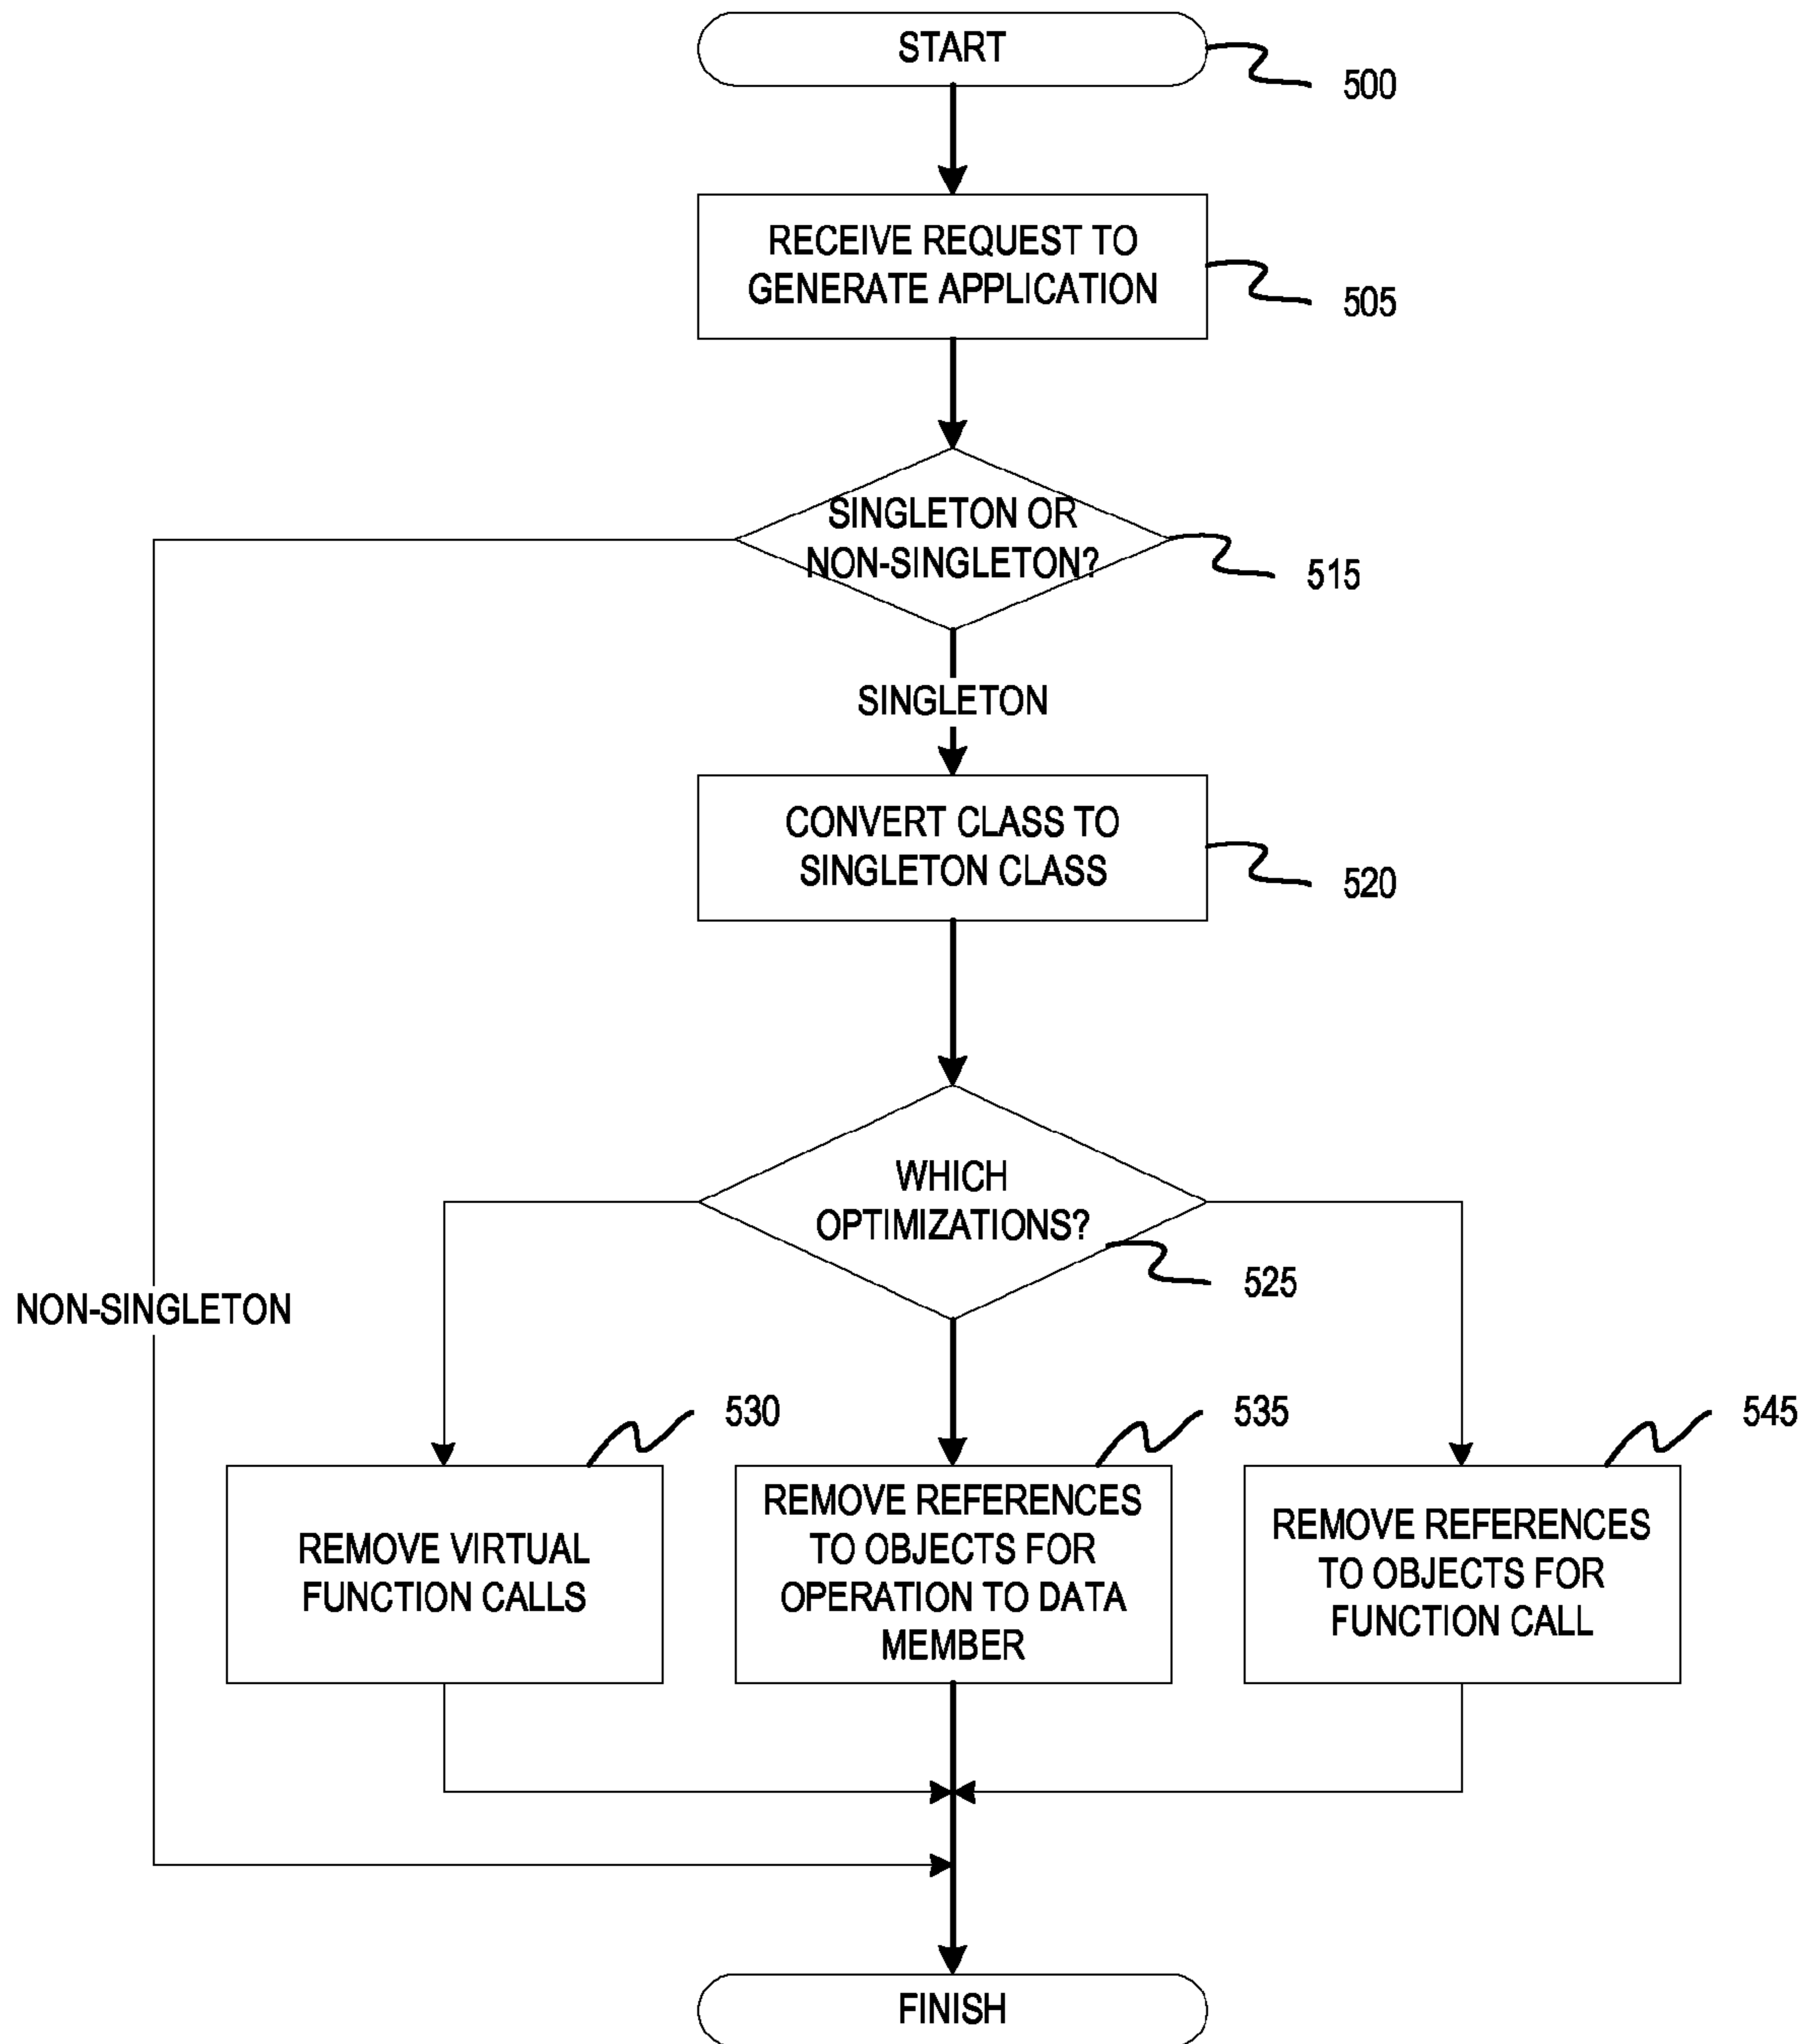 START
500
RECEIVE REQUEST TO
GENERATE APPLICATION
505
SINGLETON OR
NON-SINGLETON?
515
SINGLETON
CONVERT CLASS TO
SINGLETON CLASS
520
WHICH
OPTIMIZATIONS?
525
NON-SINGLETON
530
535
545
REMOVE VIRTUAL
FUNCTION CALLS
REMOVE REFERENCES
TO OBJECTS FOR
OPERATION TO DATA
MEMBER
REMOVE REFERENCES
TO OBJECTS FOR
FUNCTION CALL
FINISH